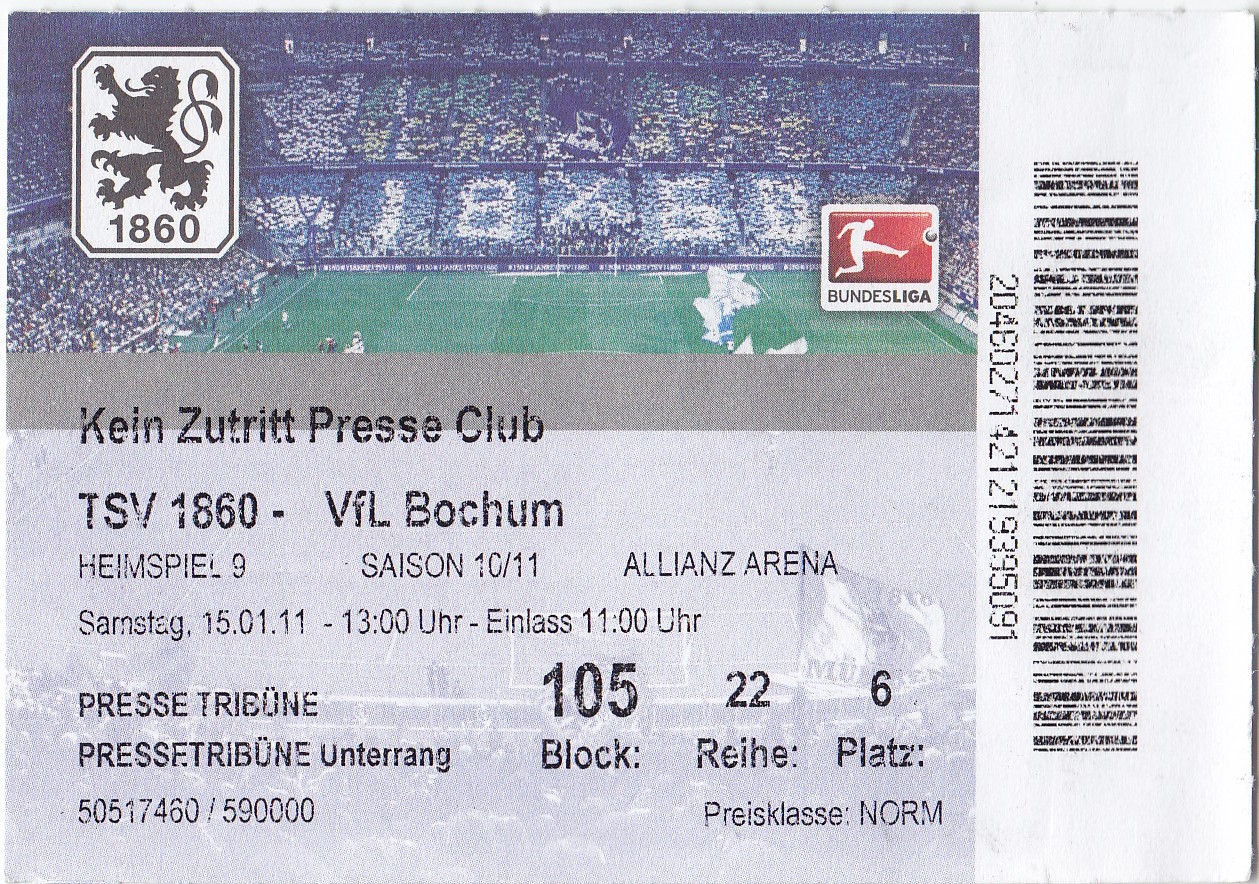 1860
BUNDESLIGA
Kein Zutritt Presse Club
TSV 1860 - VfL Bochum
HEIMSPIEL 9 SAISON 10/11 ALLIANZ ARENA
Samstag, 15.01.11 - 13:00 Uhr - Einlass 11:00 Uhr
PRESSE TRIBÜNE 105 22 6
PRESSETRIBÜNE Unterrang Block: Reihe: Platz:
50517460 / 590000 Preisklasse: NORM